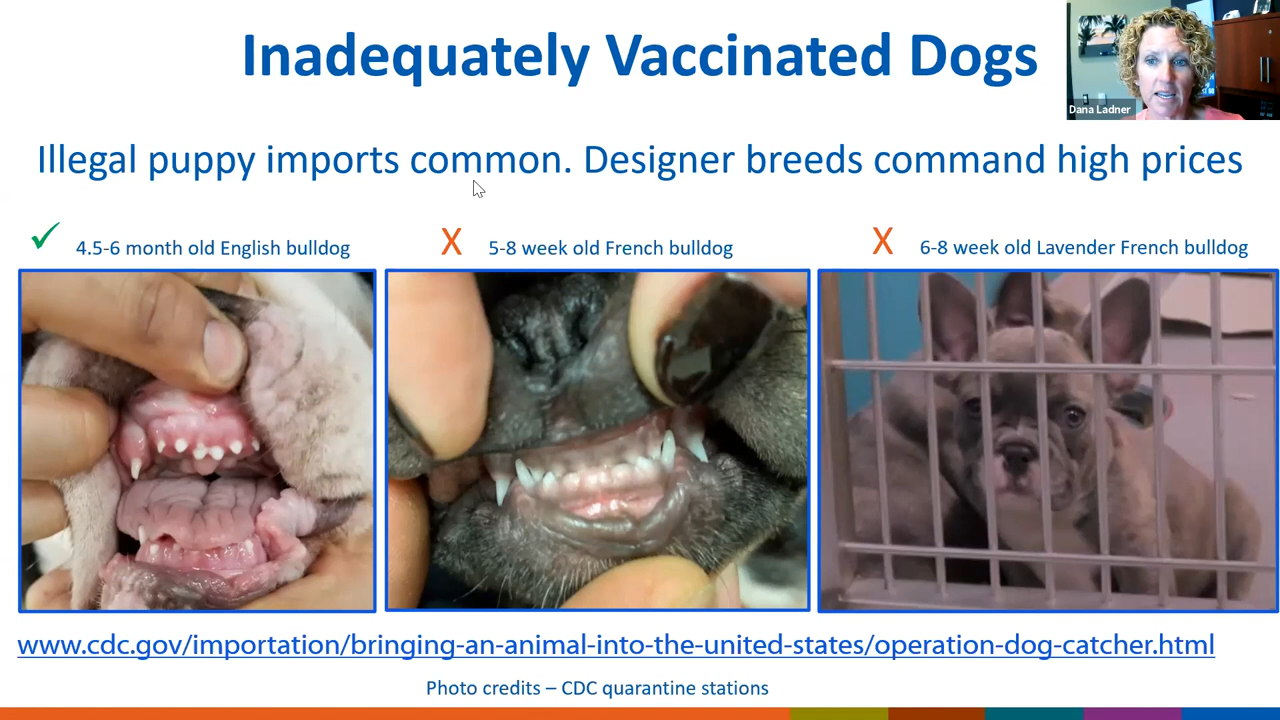 Inadequately Vaccinated Dogs
Dana Ladner
Illegal puppy imports common. Designer breeds command high prices
✓ 4.5-6 month old English bulldog
X 5-8 week old French bulldog
X 6-8 week old Lavender French bulldog
www.cdc.gov/importation/bringing-an-animal-into-the-united-states/operation-dog-catcher.html
Photo credits – CDC quarantine stations